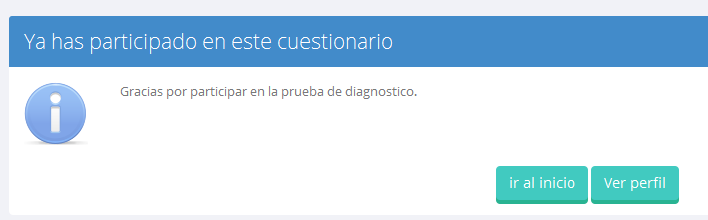 Ya has participado en este cuestionario
Gracias por participar en la prueba de diagnostico.
ir al inicio
Ver perfil